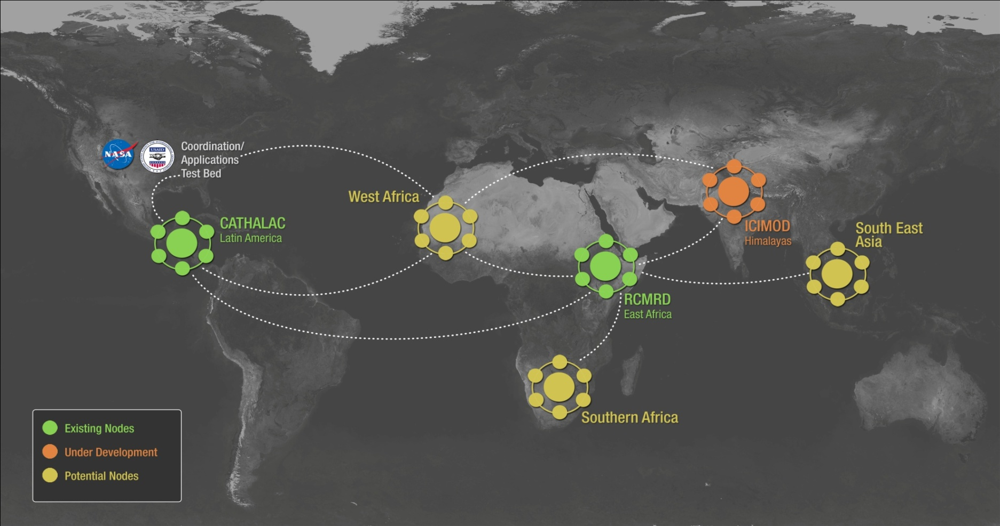 NASA
USAID
Coordination/
Applications
Test Bed
West Africa
CATHALAC
Latin America
ICIMOD
Himalayas
South East
Asia
RCMRD
East Africa
Southern Africa
Existing Nodes
Under Development
Potential Nodes